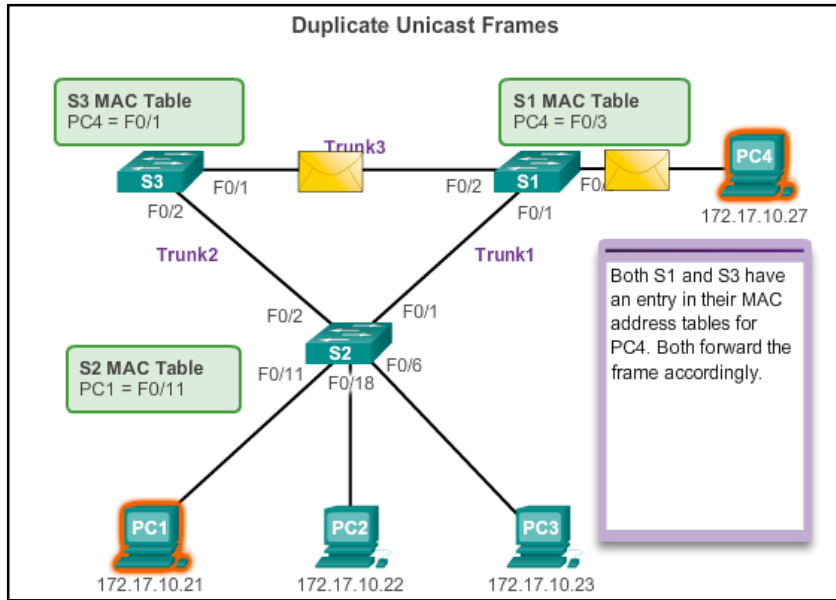 Duplicate Unicast Frames
S3 MAC Table
PC4 = F0/1
S1 MAC Table
PC4 = F0/3
Trunk3
S3
F0/1
F0/2
S1
F0/2
F0/1
PC4
172.17.10.27
Trunk2
Trunk1
Both S1 and S3 have
an entry in their MAC
address tables for
PC4. Both forward the
frame accordingly.
F0/2
F0/1
S2
S2 MAC Table
PC1 = F0/11
F0/11
F0/18
F0/6
PC1
PC2
PC3
172.17.10.21
172.17.10.22
172.17.10.23